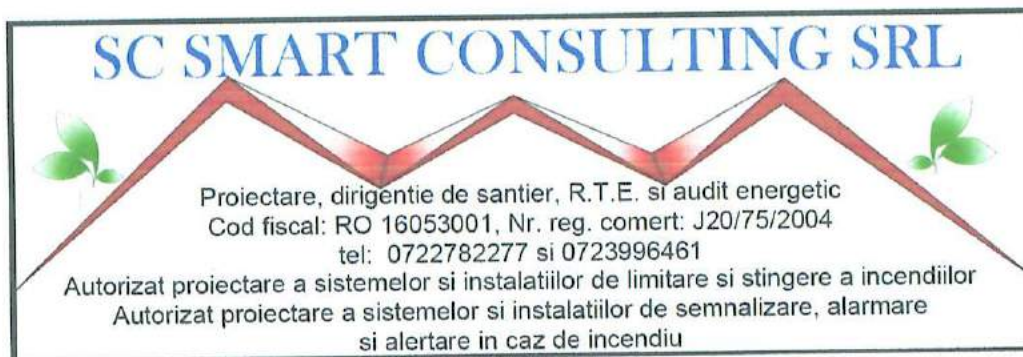 SC SMART CONSULTING SRL
Proiectare, dirigentie de santier, R.T.E. si audit energetic
Cod fiscal: RO 16053001, Nr. reg. comert: J20/75/2004
tel: 0722782277 si 0723996461
Autorizat proiectare a sistemelor si instalatiilor de limitare si stingere a incendiilor
Autorizat proiectare a sistemelor si instalatiilor de semnalizare, alarmare
si alertare in caz de incendiu